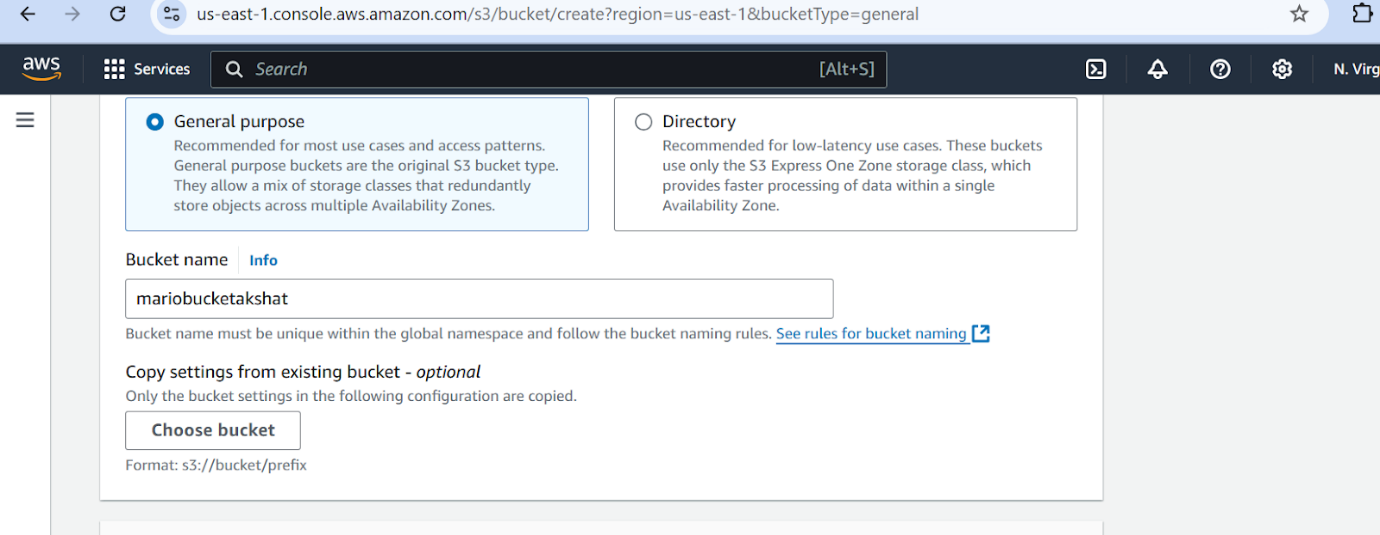 us-east-1.console.aws.amazon.com/s3/bucket/create?region=us-east-1&bucketType=general
aws
Services
Search
[Alt+S]
N. Virg
General purpose
Recommended for most use cases and access patterns.
General purpose buckets are the original S3 bucket type.
They allow a mix of storage classes that redundantly
store objects across multiple Availability Zones.
Directory
Recommended for low-latency use cases. These buckets
use only the S3 Express One Zone storage class, which
provides faster processing of data within a single
Availability Zone.
Bucket name Info
mariobucketakshat
Bucket name must be unique within the global namespace and follow the bucket naming rules. See rules for bucket naming
Copy settings from existing bucket - optional
Only the bucket settings in the following configuration are copied.
Choose bucket
Format: s3://bucket/prefix